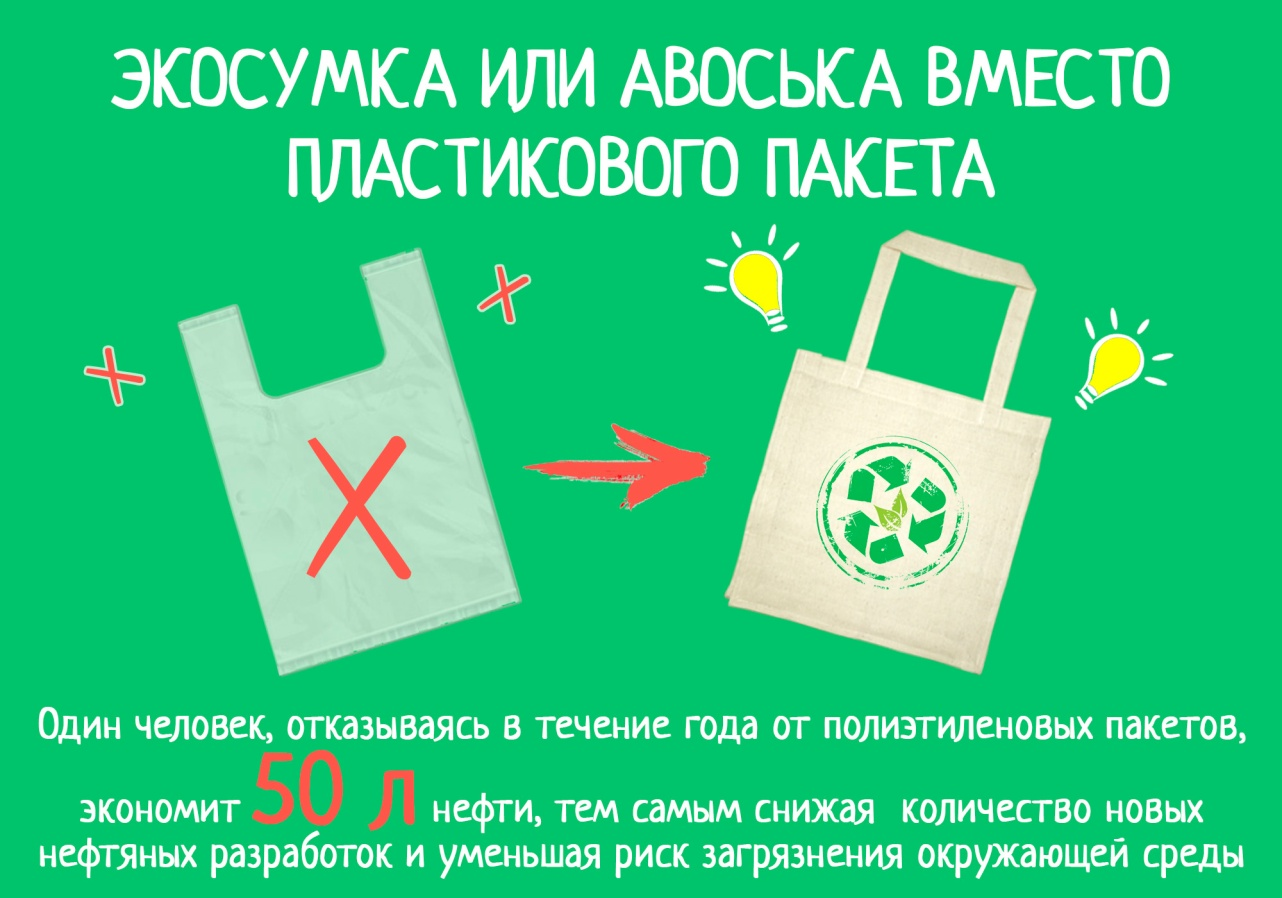 ЭКОСУМКА ИЛИ АВОСЬКА ВМЕСТО
ПЛАСТИКОВОГО ПАКЕТА
Один человек, отказываясь в течение года от полиэтиленовых пакетов,
экономит 50 л нефти, тем самым снижая количество новых
нефтяных разработок и уменьшая риск загрязнения окружающей среды